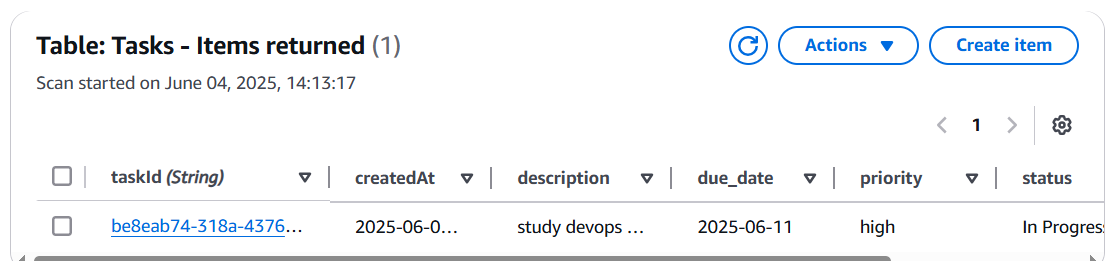 Table: Tasks - Items returned (1)
Actions
Create item
Scan started on June 04, 2025, 14:13:17
1
taskId (String) createdAt description due_date priority status
be8eab74-318a-4376... 2025-06-0... study devops ... 2025-06-11 high In Progres